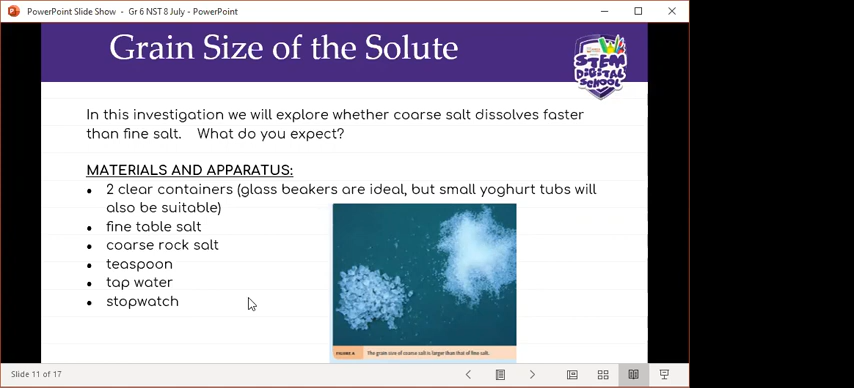 PowerPoint Slide Show - Gr 6 NST 8 July - PowerPoint
Grain Size of the Solute
STEM
DIGITAL
SCHOOL
In this investigation we will explore whether coarse salt dissolves faster
than fine salt. What do you expect?
MATERIALS AND APPARATUS:
• 2 clear containers (glass beakers are ideal, but small yoghurt tubs will
also be suitable)
• fine table salt
• coarse rock salt
• teaspoon
• tap water
• stopwatch
FIGURE 4 The grain size of coarse salt is larger than that of fine salt.
Slide 11 of 17